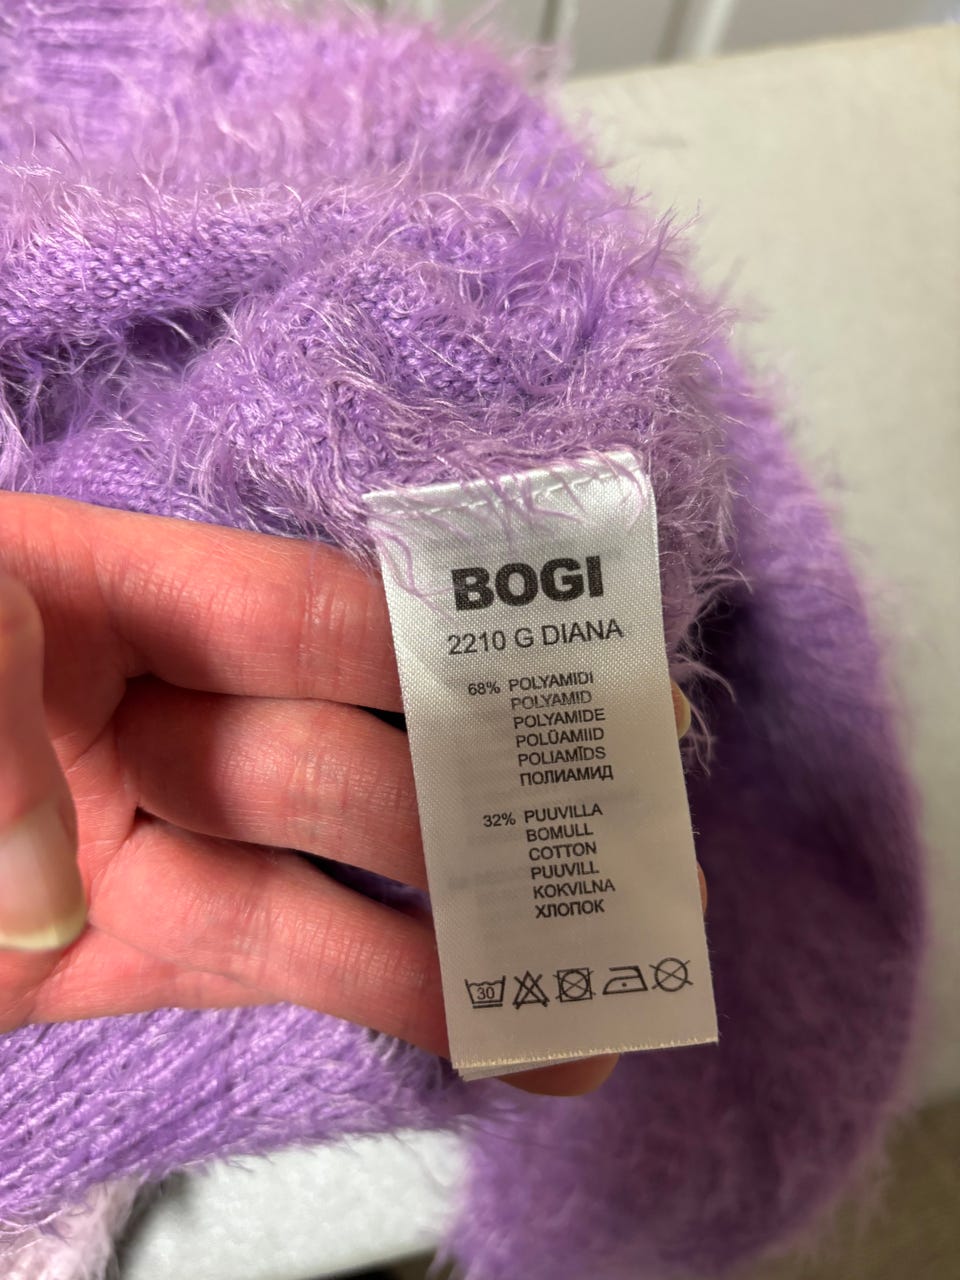 BOGI
2210 G DIANA
68% POLYAMIDI
POLYAMID
POLYAMIDE
POLÜAMIID
POLIAMĪDS
ПОЛИАМИД
32% PUUVILLA
BOMULL
COTTON
PUUVILL
KOKVILNA
ХЛОПОК
30